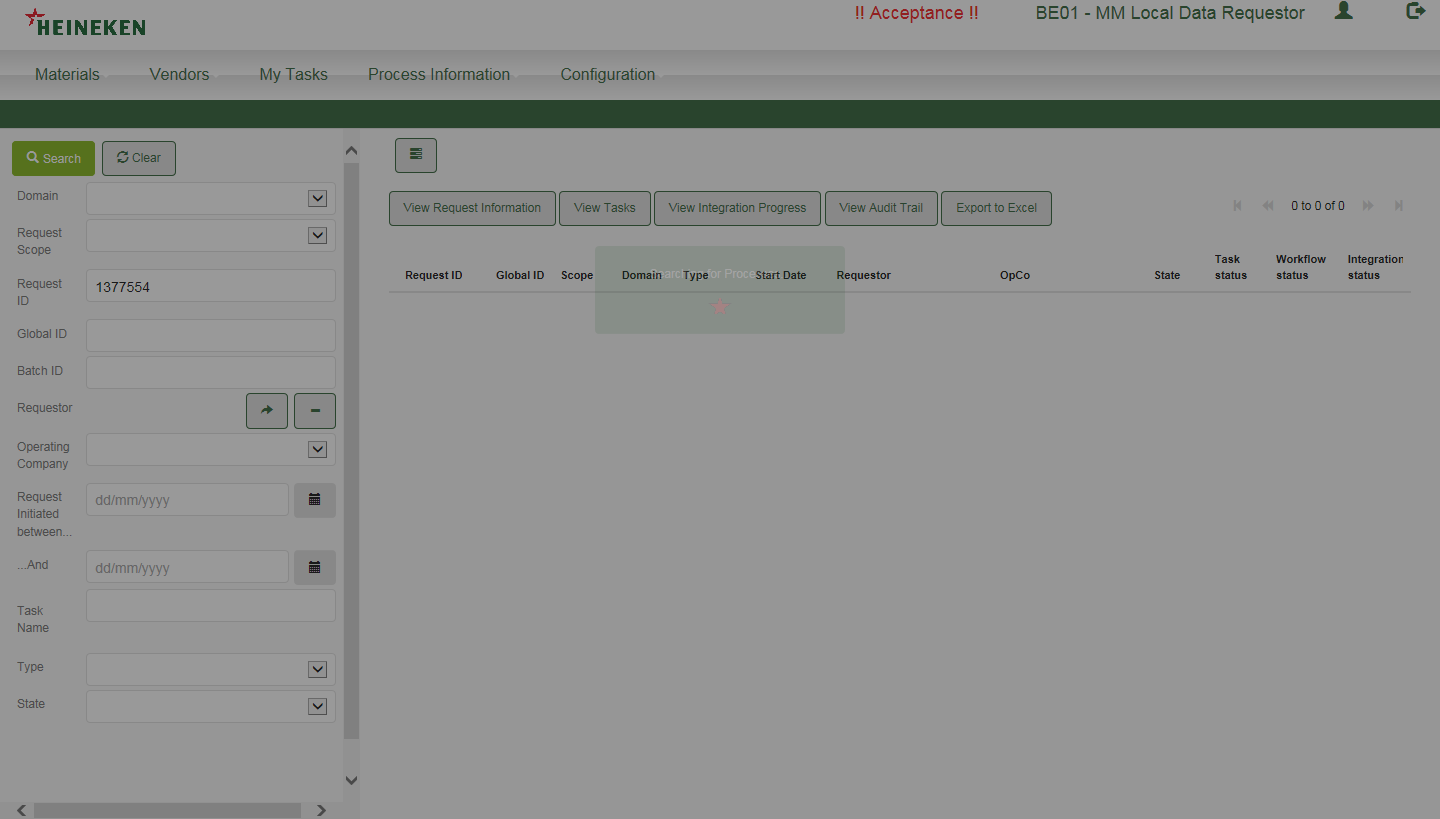 HEINEKEN
!! Acceptance !!
BE01 - MM Local Data Requestor
Materials
Vendors
My Tasks
Process Information
Configuration
Search
Clear
Domain
Request
Scope
Request
ID
1377554
Global ID
Batch ID
Requestor
Operating
Company
Request
Initiated
between...
dd/mm/yyyy
...And
dd/mm/yyyy
Task
Name
Type
State
View Request Information
View Tasks
View Integration Progress
View Audit Trail
Export to Excel
0 to 0 of 0
Request ID
Global ID
Scope
Domain
Type
Start Date
Requestor
OpCo
State
Task
status
Workflow
status
Integration
status
for